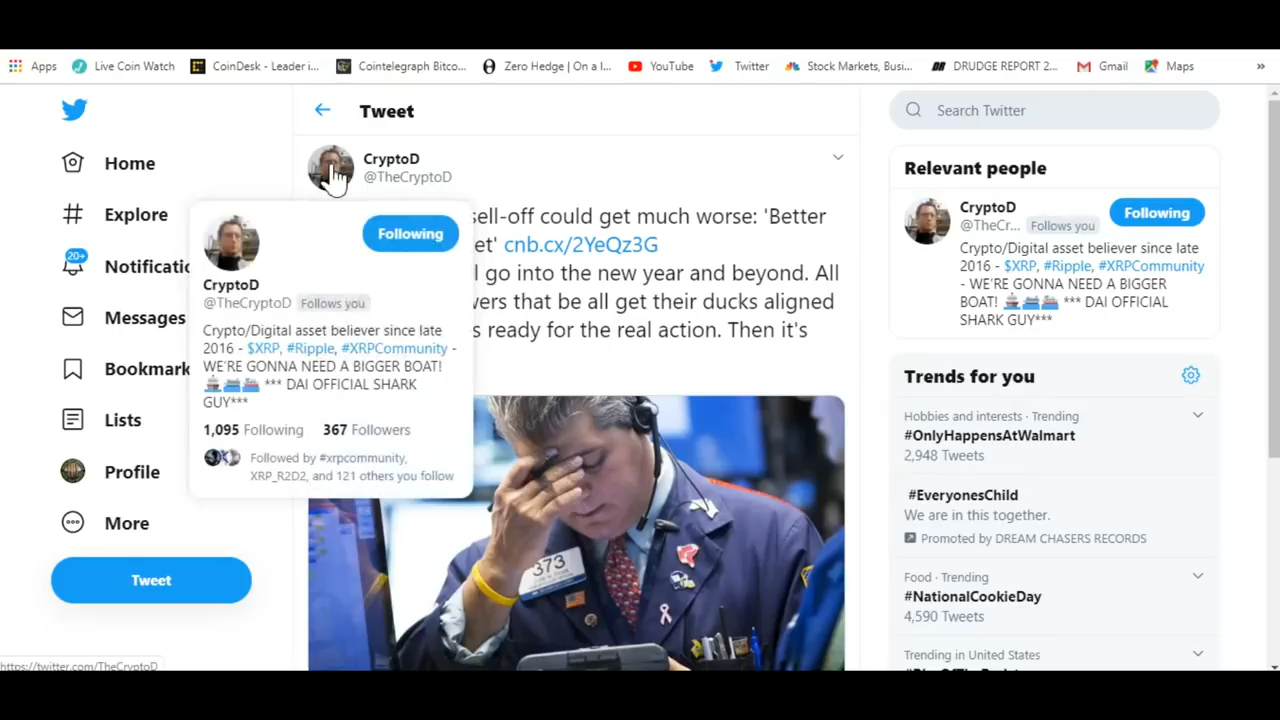 Apps Live Coin Watch CoinDesk - Leader i... Cointelegraph Bitco... Zero Hedge | On a l... YouTube Twitter Stock Markets, Busi... DRUDGE REPORT 2... Gmail Maps »
Home
Explore
20+
Notificatic
Messages
Bookmark
Lists
Profile
More
Tweet
Tweet
CryptoD
@TheCryptoD
sell-off could get much worse: 'Better
et' cnb.cx/2YeQz3G
l go into the new year and beyond. All
vers that be all get their ducks aligned
s ready for the real action. Then it's
CryptoD
Following
@TheCryptoD Follows you
Crypto/Digital asset believer since late
2016 - $XRP, #Ripple, #XRPCommunity -
WE'RE GONNA NEED A BIGGER BOAT!
🚢🛳️🛳️ *** DAI OFFICIAL SHARK
GUY***
1,095 Following 367 Followers
Followed by #xrpcommunity,
XRP_R2D2, and 121 others you follow
373
Search Twitter
Relevant people
CryptoD
@TheCr... Follows you
Following
Crypto/Digital asset believer since late
2016 - $XRP, #Ripple, #XRPCommunity
- WE'RE GONNA NEED A BIGGER
BOAT! 🚢🛳️🛳️ *** DAI OFFICIAL
SHARK GUY***
Trends for you
Hobbies and interests · Trending
#OnlyHappensAtWalmart
2,948 Tweets
#EveryonesChild
We are in this together.
Promoted by DREAM CHASERS RECORDS
Food · Trending
#NationalCookieDay
4,590 Tweets
Trending in United States
https://twitter.com/TheCryptoD